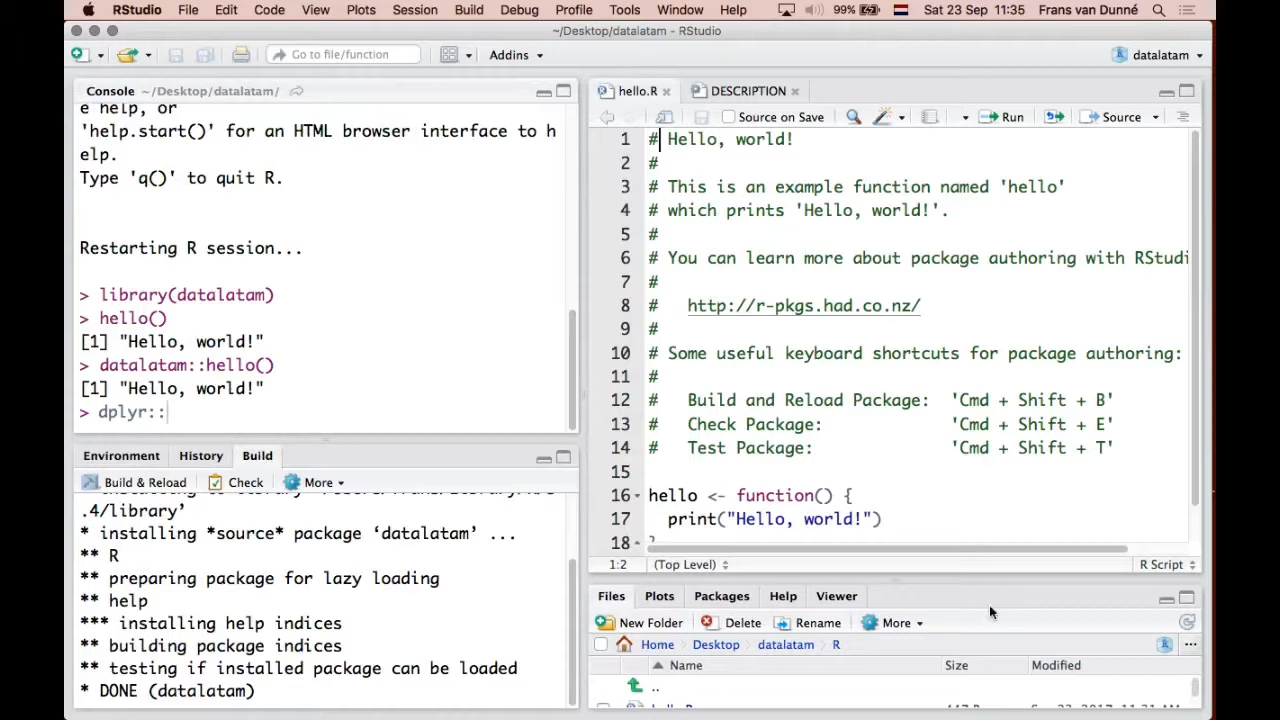 RStudio File Edit Code View Plots Session Build Debug Profile Tools Window Help 99% Sat 23 Sep 11:35 Frans van Dunné
~/Desktop/datalatam - RStudio
Go to file/function Addins datalatam
Console ~/Desktop/datalatam/
e help, or
'help.start()' for an HTML browser interface to h
elp.
Type 'q()' to quit R.
Restarting R session...
> library(datalatam)
> hello()
[1] "Hello, world!"
> datalatam::hello()
[1] "Hello, world!"
> dplyr::
Environment History Build
Build & Reload Check More
.4/library’
* installing *source* package ‘datalatam’ ...
** R
** preparing package for lazy loading
** help
*** installing help indices
** building package indices
** testing if installed package can be loaded
* DONE (datalatam)
hello.R DESCRIPTION
Source on Save Run Source
1 # Hello, world!
2 #
3 # This is an example function named 'hello'
4 # which prints 'Hello, world!'.
5 #
6 # You can learn more about package authoring with RStudi
7 #
8 #   http://r-pkgs.had.co.nz/
9 #
10 # Some useful keyboard shortcuts for package authoring:
11 #
12 #   Build and Reload Package:  'Cmd + Shift + B'
13 #   Check Package:             'Cmd + Shift + E'
14 #   Test Package:              'Cmd + Shift + T'
15
16 hello <- function() {
17   print("Hello, world!")
18
1:2 (Top Level) R Script
Files Plots Packages Help Viewer
New Folder Delete Rename More
Home Desktop datalatam R
Name Size Modified
..